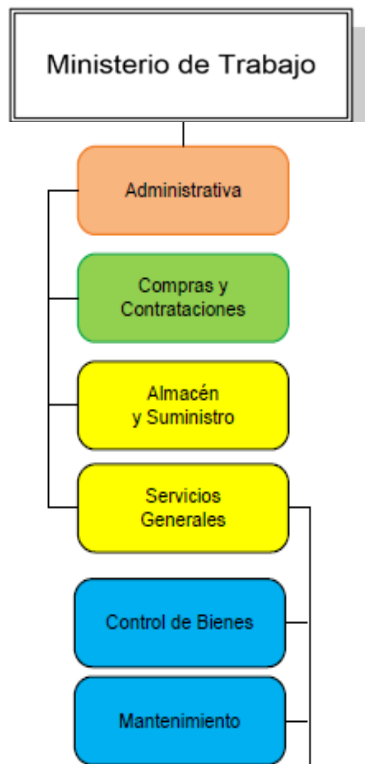 Ministerio de Trabajo
Administrativa
Compras y
Contrataciones
Almacén
y Suministro
Servicios
Generales
Control de Bienes
Mantenimiento